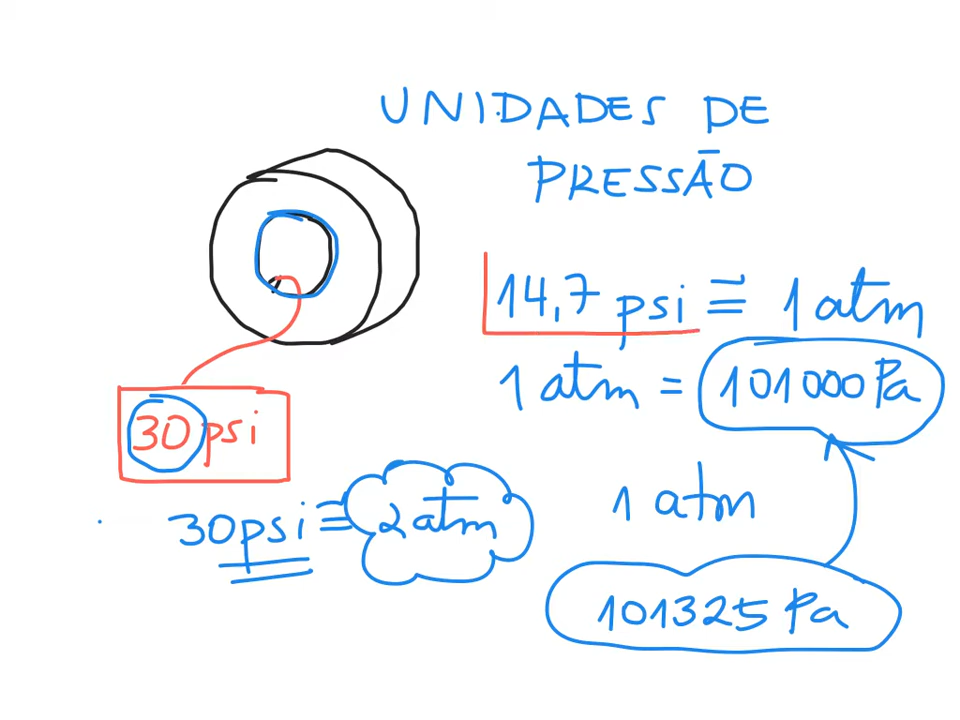 UNIDADES DE
PRESSÃO
14,7 psi ≅ 1 atm
1 atm = 101000 Pa
30 psi
30 psi ≅ 2 atm
1 atm
101325 Pa